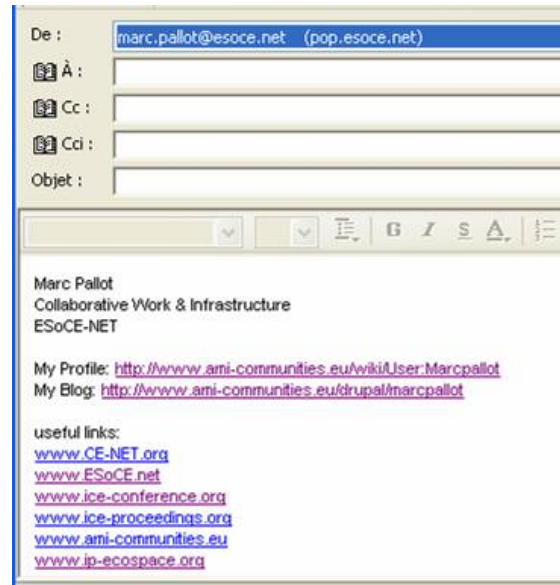 De : marc.pallot@esoce.net (pop.esoce.net)
À :
Cc :
Cci :
Objet :
G I S A
Marc Pallot
Collaborative Work & Infrastructure
ESoCE-NET
My Profile: http://www.ami-communities.eu/wiki/User:Marcpallot
My Blog: http://www.ami-communities.eu/drupal/marcpallot
useful links:
www.CE-NET.org
www.ESoCE.net
www.ice-conference.org
www.ice-proceedings.org
www.ami-communities.eu
www.ip-ecospace.org